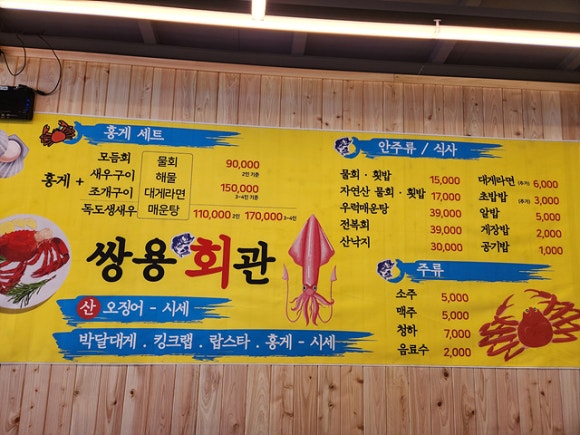 홍게 세트
모듬회 물회 90,000
2인 기준
새우구이 해물
홍게 +
조개구이 대게라면 150,000
3~4인 기준
독도생새우 매운탕 110,000 2인 170,000 3~4인
쌍용회관
산 오징어 - 시세
박달대게 . 킹크랩 . 랍스타 . 홍게 - 시세
안주류 / 식사
물회 · 횟밥 15,000
자연산 물회 · 횟밥 17,000
우럭매운탕 39,000
전복회 39,000
산낙지 30,000
대게라면 (추가) 6,000
초밥밥 (추가) 3,000
알밥 5,000
게장밥 2,000
공기밥 1,000
주류
소주 5,000
맥주 5,000
청하 7,000
음료수 2,000